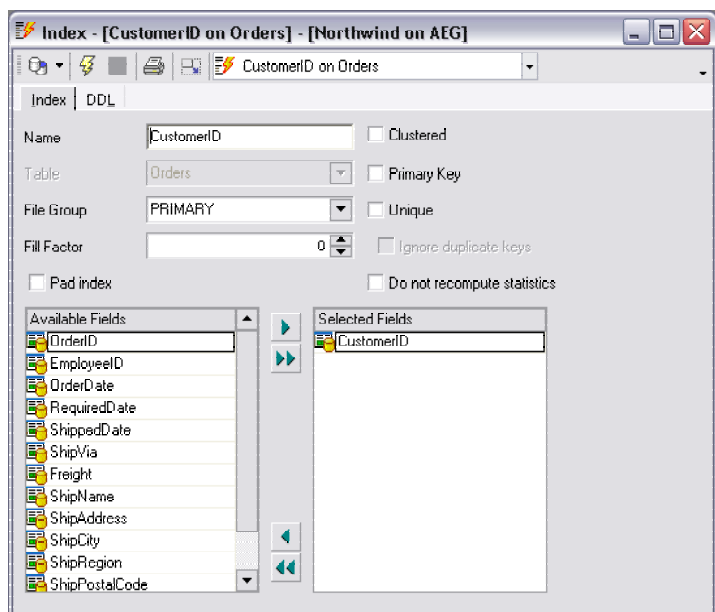 Index - [CustomerID on Orders] - [Northwind on AEG]
CustomerID on Orders
Index DDL
Name CustomerID Clustered
Table Orders Primary Key
File Group PRIMARY Unique
Fill Factor 0 Ignore duplicate keys
Pad index Do not recompute statistics
Available Fields Selected Fields
OrderID CustomerID
EmployeeID
OrderDate
RequiredDate
ShippedDate
ShipVia
Freight
ShipName
ShipAddress
ShipCity
ShipRegion
ShipPostalCode